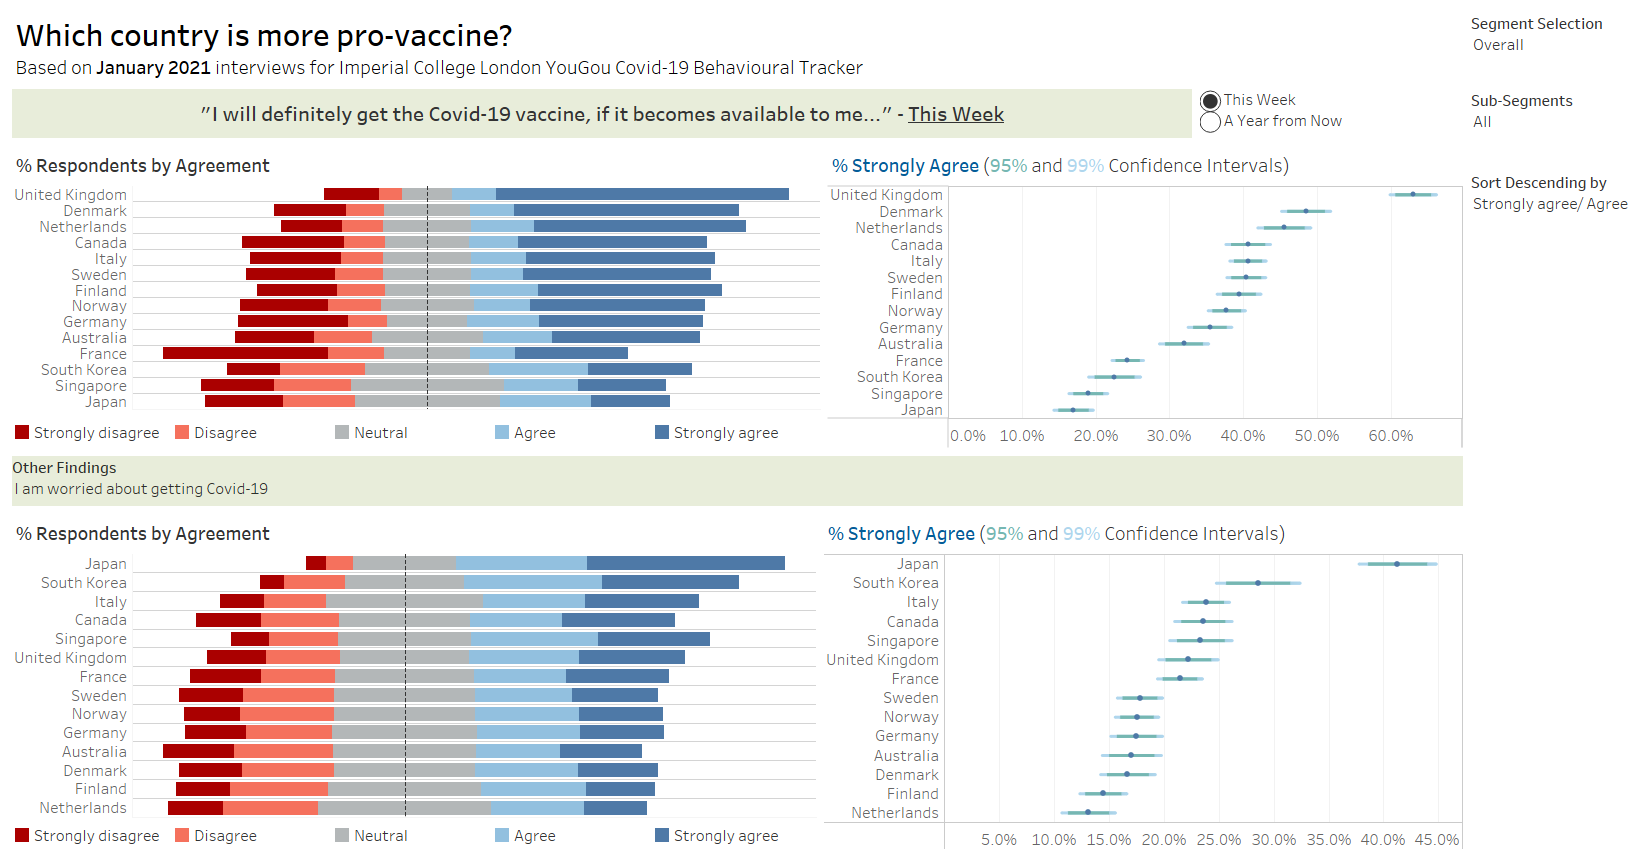 Which country is more pro-vaccine?
Based on January 2021 interviews for Imperial College London YouGou Covid-19 Behavioural Tracker
Segment Selection
Overall
"I will definitely get the Covid-19 vaccine, if it becomes available to me..." - This Week
This Week
A Year from Now
Sub-Segments
All
Sort Descending by
Strongly agree/ Agree
% Respondents by Agreement
United Kingdom
Denmark
Netherlands
Canada
Italy
Sweden
Finland
Norway
Germany
Australia
France
South Korea
Singapore
Japan
Strongly disagree Disagree Neutral Agree Strongly agree
% Strongly Agree (95% and 99% Confidence Intervals)
United Kingdom
Denmark
Netherlands
Canada
Italy
Sweden
Finland
Norway
Germany
Australia
France
South Korea
Singapore
Japan
0.0% 10.0% 20.0% 30.0% 40.0% 50.0% 60.0%
Other Findings
I am worried about getting Covid-19
% Respondents by Agreement
Japan
South Korea
Italy
Canada
Singapore
United Kingdom
France
Sweden
Norway
Germany
Australia
Denmark
Finland
Netherlands
Strongly disagree Disagree Neutral Agree Strongly agree
% Strongly Agree (95% and 99% Confidence Intervals)
Japan
South Korea
Italy
Canada
Singapore
United Kingdom
France
Sweden
Norway
Germany
Australia
Denmark
Finland
Netherlands
5.0% 10.0% 15.0% 20.0% 25.0% 30.0% 35.0% 40.0% 45.0%